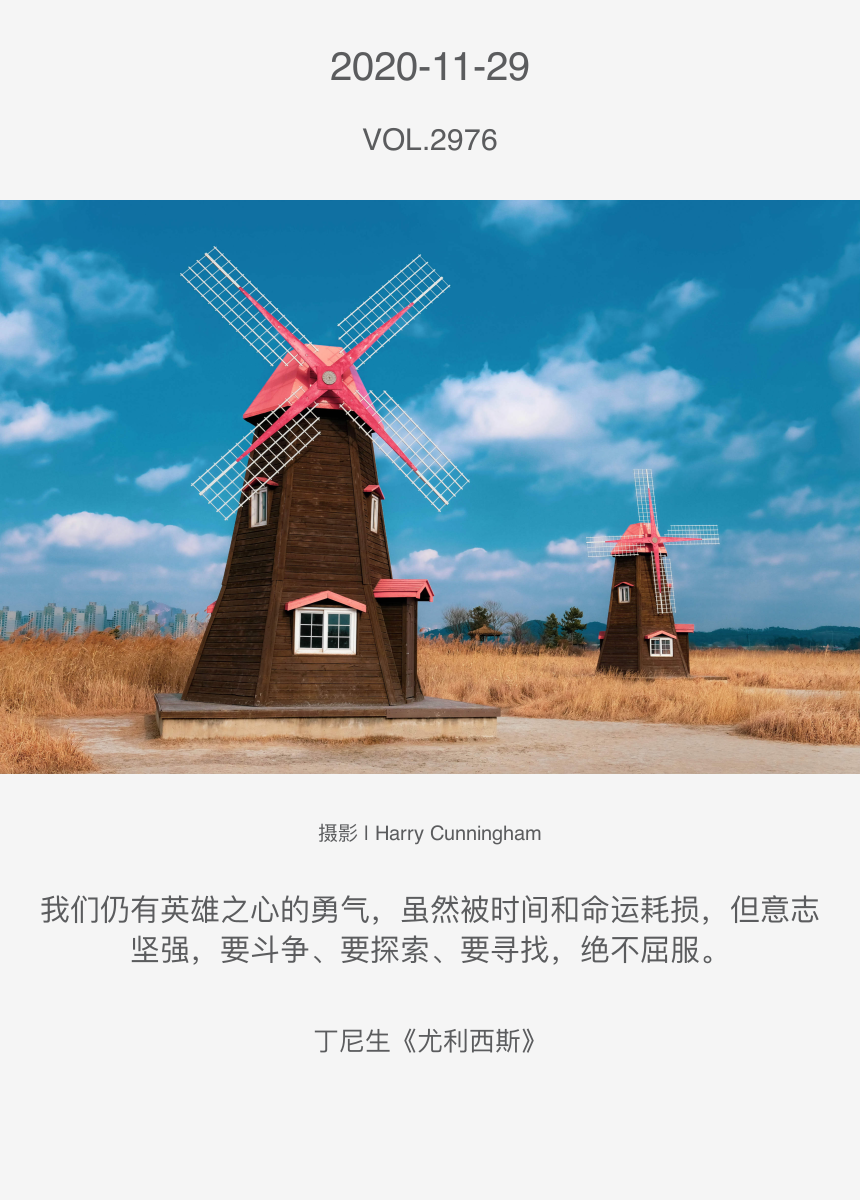 2020-11-29
VOL.2976
摄影 l Harry Cunningham
我们仍有英雄之心的勇气，虽然被时间和命运耗损，但意志
坚强，要斗争、要探索、要寻找，绝不屈服。
丁尼生《尤利西斯》